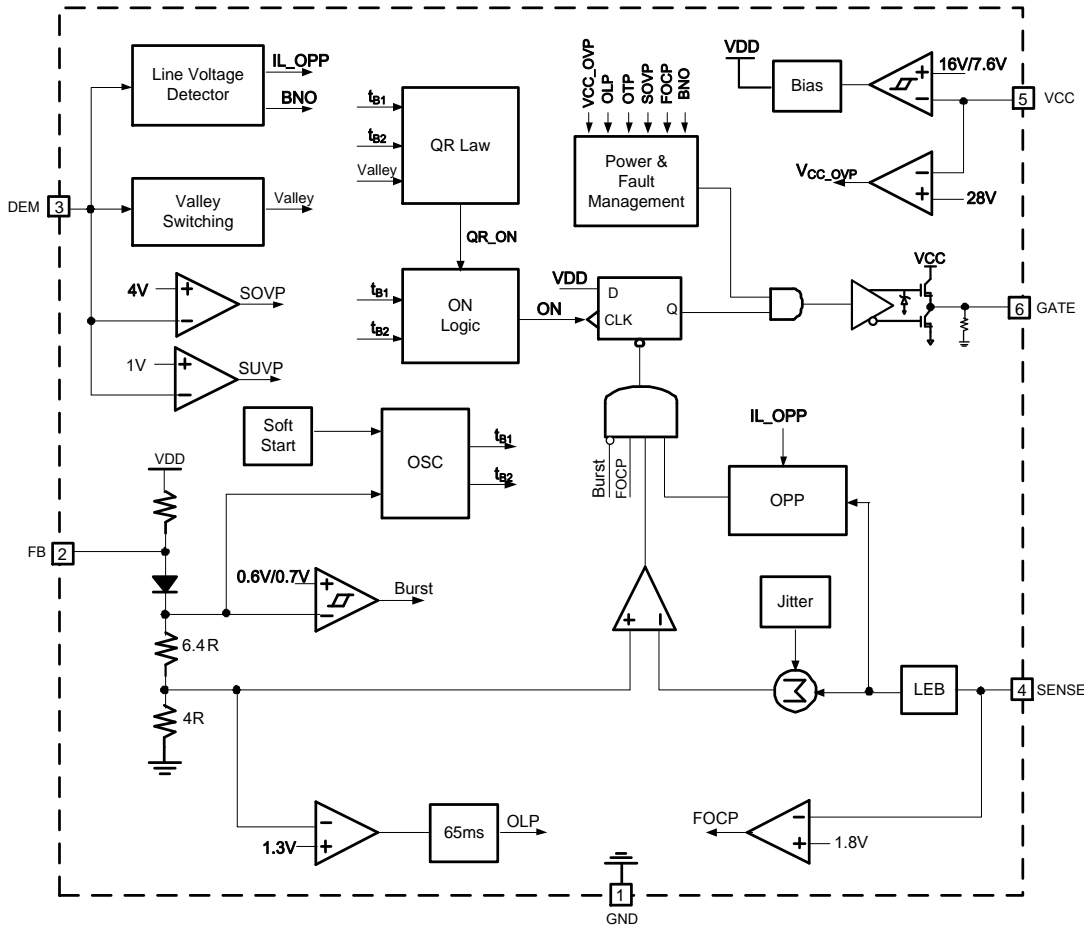 Line Voltage
Detector
IL_OPP
BNO
Valley
Switching
Valley
DEM
3
4V
+
−
SOVP
1V
+
−
SUVP
tB1
tB2
Valley
QR Law
QR_ON
tB1
tB2
ON
Logic
ON
VCC_OVP
OLP
OTP
SOVP
FOCP
BNO
Power &
Fault
Management
VDD
Bias
+
−
16V/7.6V
5
VCC
VCC_OVP
−
+
28V
VDD
D
CLK
Q
VCC
6
GATE
Soft
Start
OSC
tB1
tB2
Burst
FOCP
IL_OPP
OPP
VDD
FB
2
0.6V/0.7V
+
−
Burst
6.4R
4R
+
−
Jitter
Σ
LEB
4
SENSE
1.3V
−
+
65ms
OLP
FOCP
−
+
1.8V
1
GND